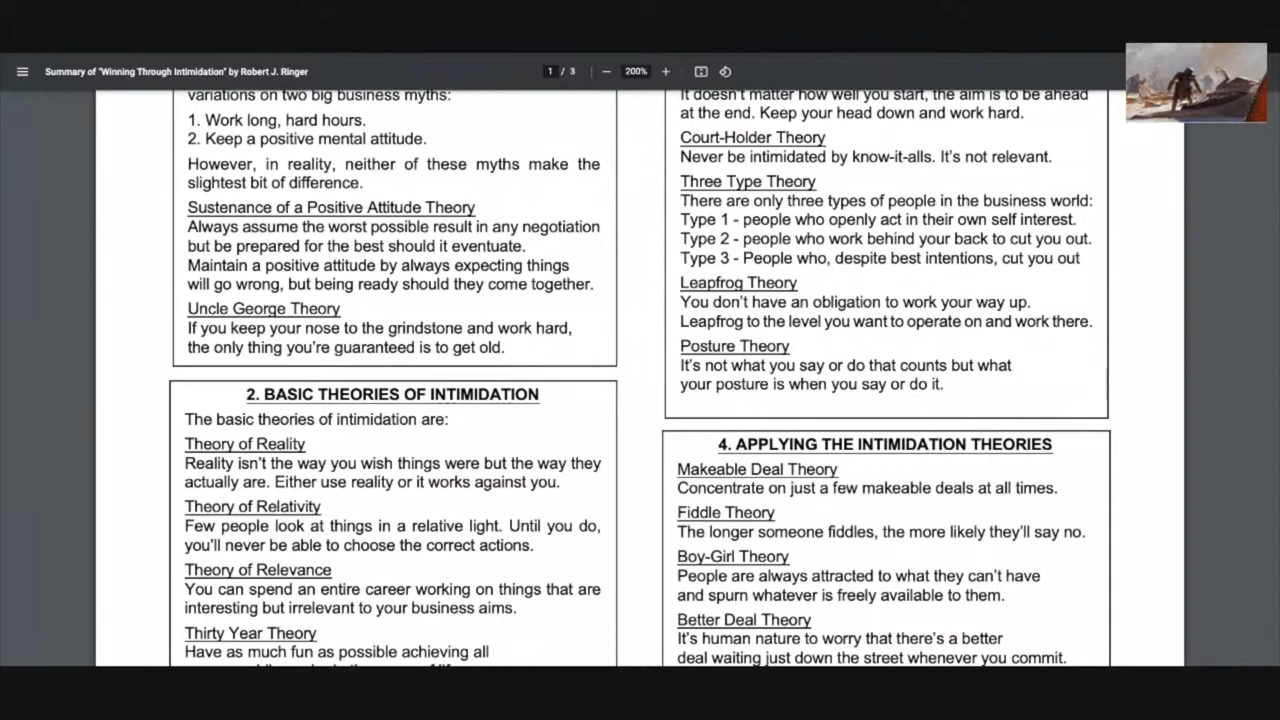 Summary of "Winning Through Intimidation" by Robert J. Ringer
1 / 3
200%
variations on two big business myths:
1. Work long, hard hours.
2. Keep a positive mental attitude.
However, in reality, neither of these myths make the
slightest bit of difference.
Sustenance of a Positive Attitude Theory
Always assume the worst possible result in any negotiation
but be prepared for the best should it eventuate.
Maintain a positive attitude by always expecting things
will go wrong, but being ready should they come together.
Uncle George Theory
If you keep your nose to the grindstone and work hard,
the only thing you're guaranteed is to get old.
2. BASIC THEORIES OF INTIMIDATION
The basic theories of intimidation are:
Theory of Reality
Reality isn't the way you wish things were but the way they
actually are. Either use reality or it works against you.
Theory of Relativity
Few people look at things in a relative light. Until you do,
you'll never be able to choose the correct actions.
Theory of Relevance
You can spend an entire career working on things that are
interesting but irrelevant to your business aims.
Thirty Year Theory
Have as much fun as possible achieving all
It doesn't matter how well you start, the aim is to be ahead
at the end. Keep your head down and work hard.
Court-Holder Theory
Never be intimidated by know-it-alls. It's not relevant.
Three Type Theory
There are only three types of people in the business world:
Type 1 - people who openly act in their own self interest.
Type 2 - people who work behind your back to cut you out.
Type 3 - People who, despite best intentions, cut you out
Leapfrog Theory
You don't have an obligation to work your way up.
Leapfrog to the level you want to operate on and work there.
Posture Theory
It's not what you say or do that counts but what
your posture is when you say or do it.
4. APPLYING THE INTIMIDATION THEORIES
Makeable Deal Theory
Concentrate on just a few makeable deals at all times.
Fiddle Theory
The longer someone fiddles, the more likely they'll say no.
Boy-Girl Theory
People are always attracted to what they can't have
and spurn whatever is freely available to them.
Better Deal Theory
It's human nature to worry that there's a better
deal waiting just down the street whenever you commit.